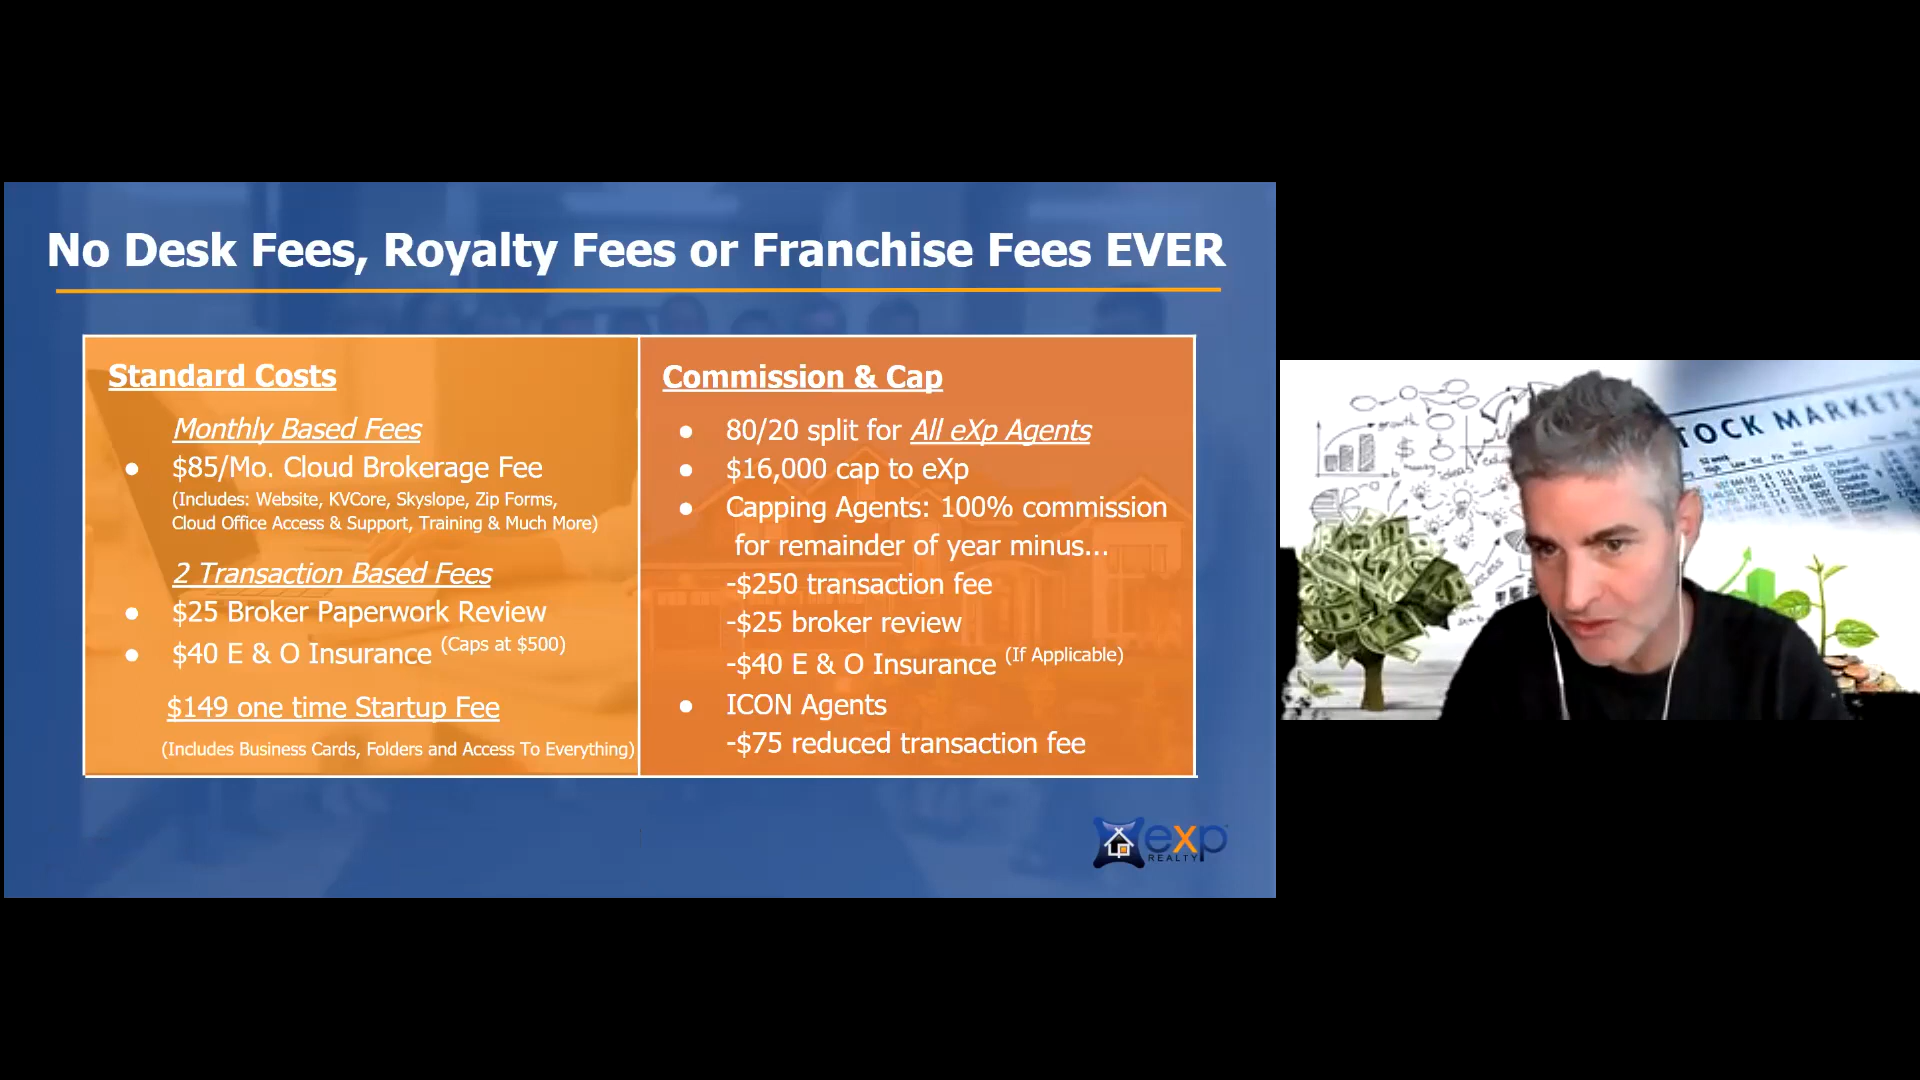 No Desk Fees, Royalty Fees or Franchise Fees EVER
Standard Costs
Monthly Based Fees
● $85/Mo. Cloud Brokerage Fee
(Includes: Website, KVCore, Skyslope, Zip Forms,
Cloud Office Access & Support, Training & Much More)
2 Transaction Based Fees
● $25 Broker Paperwork Review
● $40 E & O Insurance (Caps at $500)
$149 one time Startup Fee
(Includes Business Cards, Folders and Access To Everything)
Commission & Cap
● 80/20 split for All eXp Agents
● $16,000 cap to eXp
● Capping Agents: 100% commission
for remainder of year minus...
-$250 transaction fee
-$25 broker review
-$40 E & O Insurance (If Applicable)
● ICON Agents
-$75 reduced transaction fee
exp
REALTY
growth
TOCK MARKETS